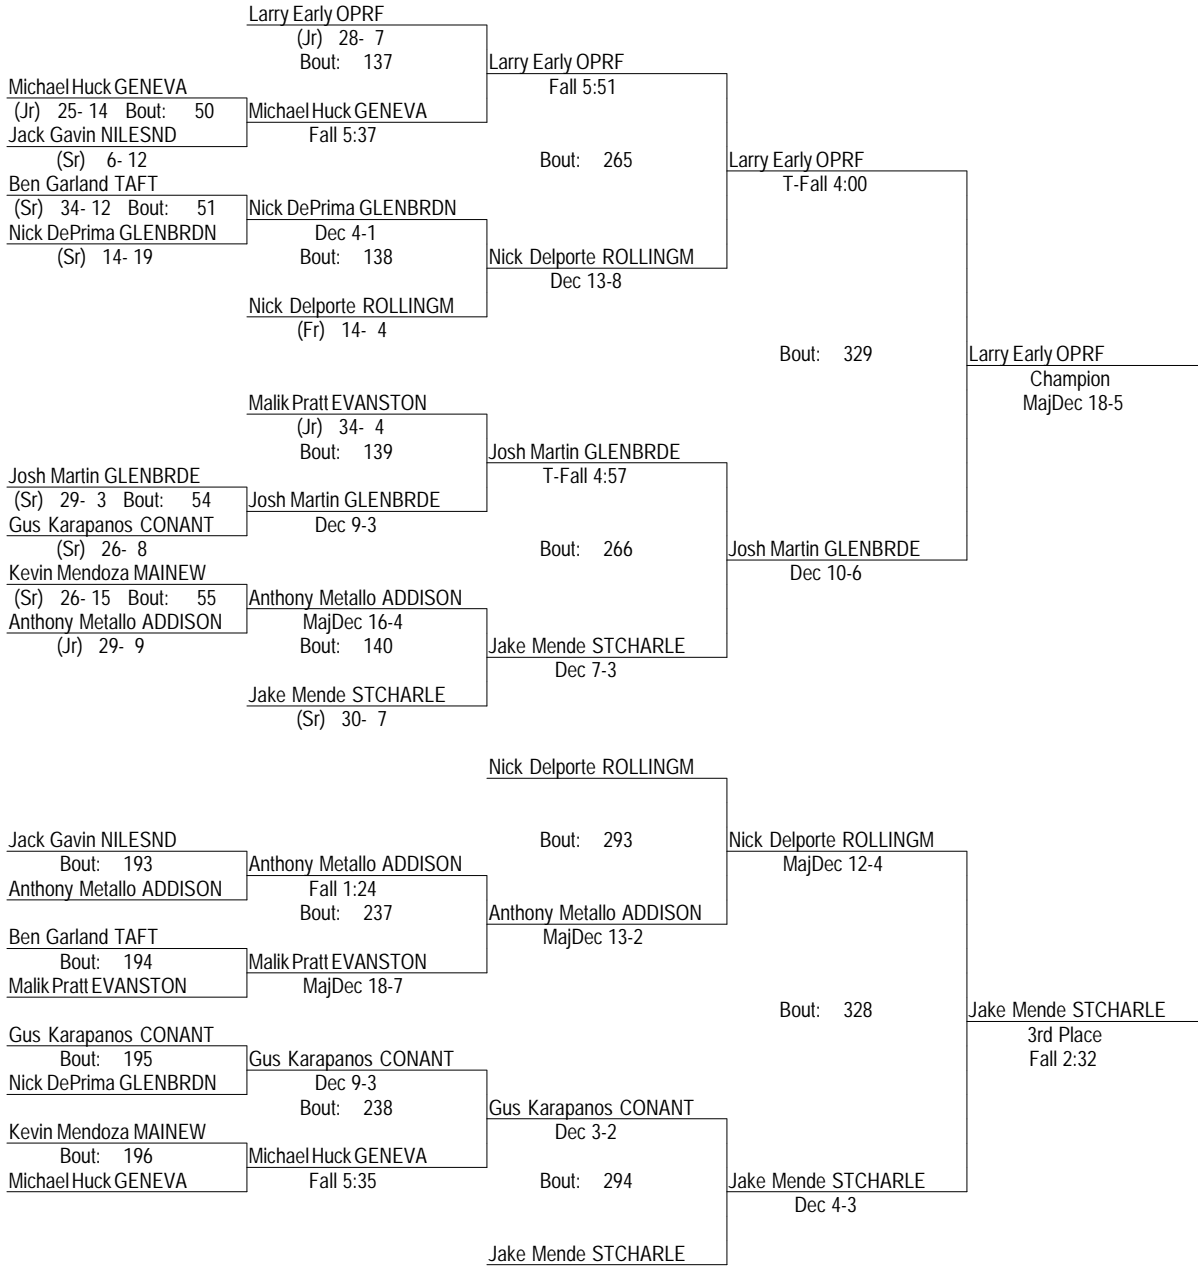 Larry Early OPRF
(Jr) 28- 7
Bout: 137
Larry Early OPRF
Fall 5:51
Michael Huck GENEVA
(Jr) 25- 14 Bout: 50
Michael Huck GENEVA
Jack Gavin NILESND
Fall 5:37
(Sr) 6- 12
Bout: 265
Larry Early OPRF
Ben Garland TAFT
T-Fall 4:00
(Sr) 34- 12 Bout: 51
Nick DePrima GLENBRDN
Nick DePrima GLENBRDN
Dec 4-1
(Sr) 14- 19
Bout: 138
Nick Delporte ROLLINGM
Dec 13-8
Nick Delporte ROLLINGM
(Fr) 14- 4
Bout: 329
Larry Early OPRF
Champion
MajDec 18-5
Malik Pratt EVANSTON
(Jr) 34- 4
Bout: 139
Josh Martin GLENBRDE
T-Fall 4:57
Josh Martin GLENBRDE
(Sr) 29- 3 Bout: 54
Josh Martin GLENBRDE
Gus Karapanos CONANT
Dec 9-3
(Sr) 26- 8
Bout: 266
Josh Martin GLENBRDE
Kevin Mendoza MAINEW
Dec 10-6
(Sr) 26- 15 Bout: 55
Anthony Metallo ADDISON
Anthony Metallo ADDISON
MajDec 16-4
(Jr) 29- 9
Bout: 140
Jake Mende STCHARLE
Dec 7-3
Jake Mende STCHARLE
(Sr) 30- 7
Nick Delporte ROLLINGM
Jack Gavin NILESND
Bout: 293
Nick Delporte ROLLINGM
Bout: 193
Anthony Metallo ADDISON
MajDec 12-4
Anthony Metallo ADDISON
Fall 1:24
Bout: 237
Anthony Metallo ADDISON
Ben Garland TAFT
MajDec 13-2
Bout: 194
Malik Pratt EVANSTON
Malik Pratt EVANSTON
MajDec 18-7
Bout: 328
Jake Mende STCHARLE
Gus Karapanos CONANT
3rd Place
Bout: 195
Gus Karapanos CONANT
Fall 2:32
Nick DePrima GLENBRDN
Dec 9-3
Bout: 238
Gus Karapanos CONANT
Kevin Mendoza MAINEW
Dec 3-2
Bout: 196
Michael Huck GENEVA
Michael Huck GENEVA
Fall 5:35
Bout: 294
Jake Mende STCHARLE
Dec 4-3
Jake Mende STCHARLE